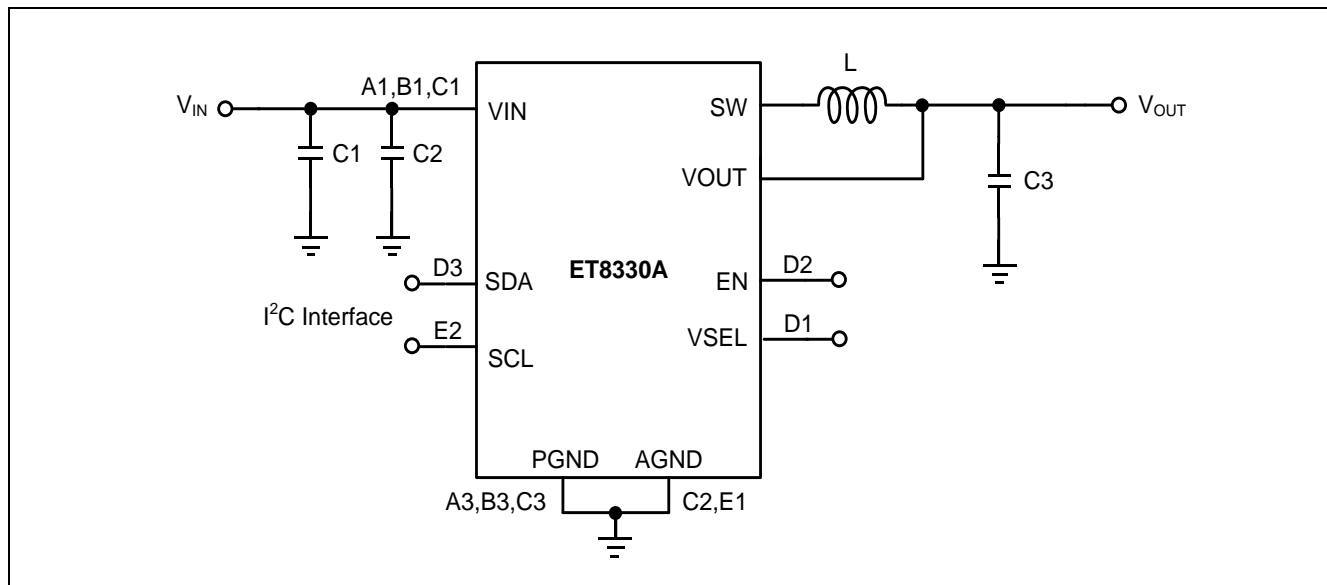 L
A1,B1,C1
VIN
VIN
SW
VOUT
C1
C2
VOUT
C3
D3
SDA
ET8330A
EN
D2
I²C Interface
E2
SCL
VSEL
D1
PGND
AGND
A3,B3,C3
C2,E1